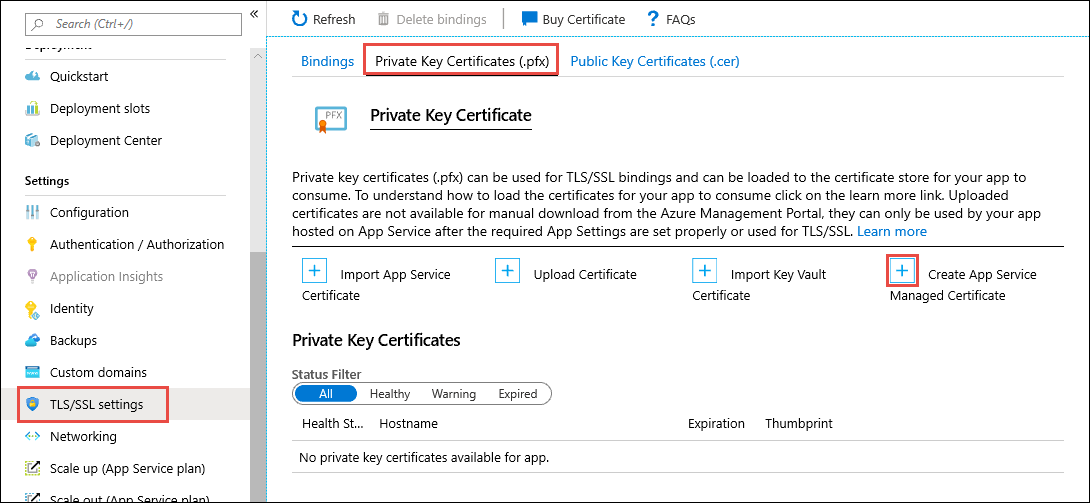 Search (Ctrl+/)
«
Deployment
Quickstart
Deployment slots
Deployment Center
Settings
Configuration
Authentication / Authorization
Application Insights
Identity
Backups
Custom domains
TLS/SSL settings
Networking
Scale up (App Service plan)
Scale out (App Service plan)
Refresh Delete bindings Buy Certificate ? FAQs
Bindings Private Key Certificates (.pfx) Public Key Certificates (.cer)
PFX
Private Key Certificate
Private key certificates (.pfx) can be used for TLS/SSL bindings and can be loaded to the certificate store for your app to
consume. To understand how to load the certificates for your app to consume click on the learn more link. Uploaded
certificates are not available for manual download from the Azure Management Portal, they can only be used by your app
hosted on App Service after the required App Settings are set properly or used for TLS/SSL. Learn more
Import App Service
Certificate
Upload Certificate
Import Key Vault
Certificate
Create App Service
Managed Certificate
Private Key Certificates
Status Filter
All Healthy Warning Expired
Health St... Hostname Expiration Thumbprint
No private key certificates available for app.